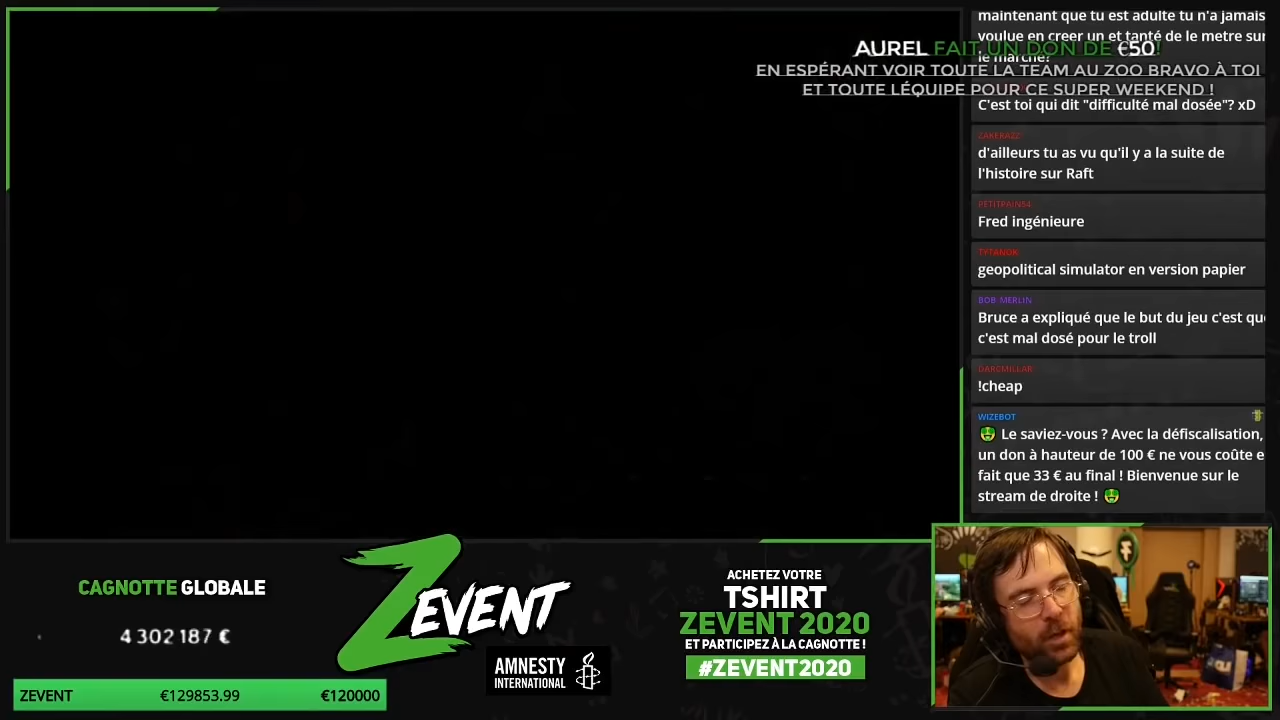 maintenant que tu est adulte tu n'a jamais
voulue en creer un et tanté de le metre sur
le marché?
AUREL FAIT UN DON DE €50!
EN ESPÉRANT VOIR TOUTE LA TEAM AU ZOO BRAVO À TOI
ET TOUTE LÉQUIPE POUR CE SUPER WEEKEND !
C'est toi qui dit "difficulté mal dosée"? xD
ZAKERAZZ
d'ailleurs tu as vu qu'il y a la suite de
l'histoire sur Raft
PETITPAIN54
Fred ingénieure
TYTANOK
geopolitical simulator en version papier
BOB MERLIN
Bruce a expliqué que le but du jeu c'est que
c'est mal dosé pour le troll
DARCMILLAR
!cheap
WIZEBOT
Le saviez-vous ? Avec la défiscalisation,
un don à hauteur de 100 € ne vous coûte e
fait que 33 € au final ! Bienvenue sur le
stream de droite !
CAGNOTTE GLOBALE
4 302 187 €
ZEVENT €129853.99 €120000
ZEVENT
AMNESTY
INTERNATIONAL
ACHETEZ VOTRE
TSHIRT
ZEVENT 2020
ET PARTICIPEZ À LA CAGNOTTE !
#ZEVENT2020